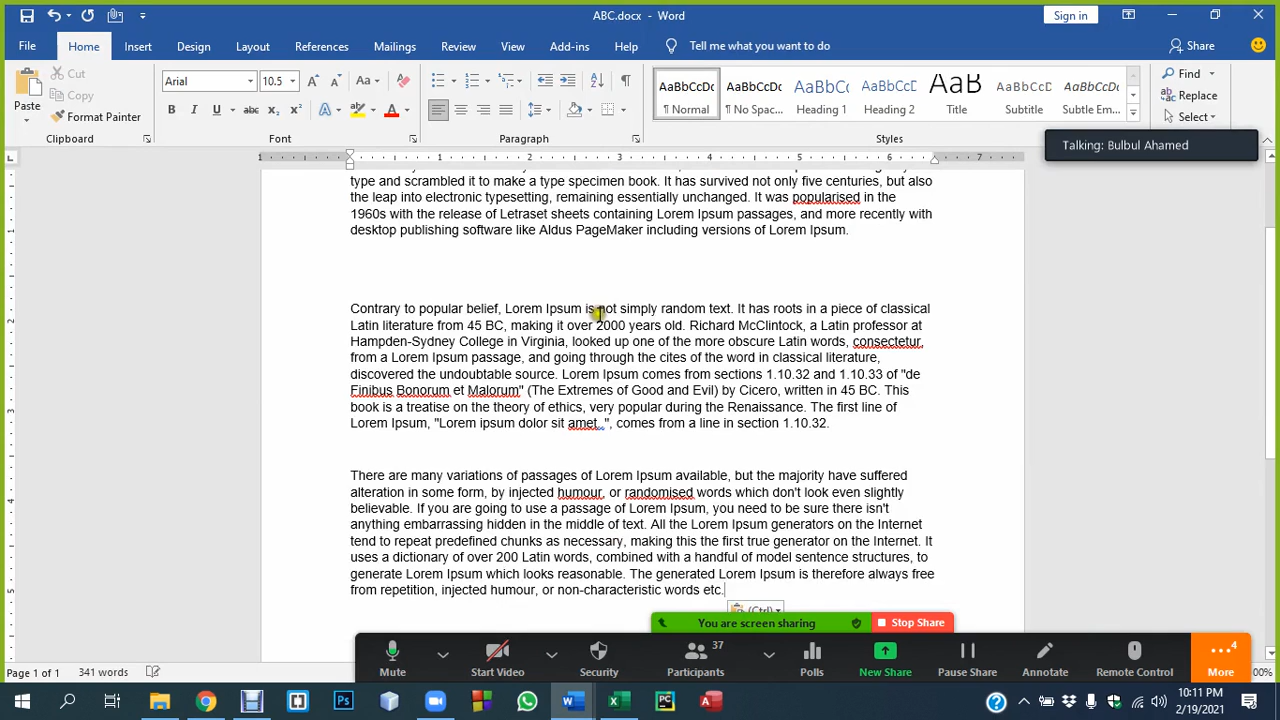 ABC.docx - Word
Sign in
File Home Insert Design Layout References Mailings Review View Add-ins Help Tell me what you want to do Share
Paste Cut Copy Format Painter
Arial 10.5
Clipboard Font Paragraph Styles
AaBbCcDc AaBbCcDc AaBbC AaBbCc AaB AaBbCcD AaBbCcDc
¶ Normal ¶ No Spac... Heading 1 Heading 2 Title Subtitle Subtle Em...
Find
Replace
Select
Talking: Bulbul Ahamed
1 1 2 3 4 5 6 7
type and scrambled it to make a type specimen book. It has survived not only five centuries, but also
the leap into electronic typesetting, remaining essentially unchanged. It was popularised in the
1960s with the release of Letraset sheets containing Lorem Ipsum passages, and more recently with
desktop publishing software like Aldus PageMaker including versions of Lorem Ipsum.
Contrary to popular belief, Lorem Ipsum is not simply random text. It has roots in a piece of classical
Latin literature from 45 BC, making it over 2000 years old. Richard McClintock, a Latin professor at
Hampden-Sydney College in Virginia, looked up one of the more obscure Latin words, consectetur,
from a Lorem Ipsum passage, and going through the cites of the word in classical literature,
discovered the undoubtable source. Lorem Ipsum comes from sections 1.10.32 and 1.10.33 of "de
Finibus Bonorum et Malorum" (The Extremes of Good and Evil) by Cicero, written in 45 BC. This
book is a treatise on the theory of ethics, very popular during the Renaissance. The first line of
Lorem Ipsum, "Lorem ipsum dolor sit amet..", comes from a line in section 1.10.32.
There are many variations of passages of Lorem Ipsum available, but the majority have suffered
alteration in some form, by injected humour, or randomised words which don't look even slightly
believable. If you are going to use a passage of Lorem Ipsum, you need to be sure there isn't
anything embarrassing hidden in the middle of text. All the Lorem Ipsum generators on the Internet
tend to repeat predefined chunks as necessary, making this the first true generator on the Internet. It
uses a dictionary of over 200 Latin words, combined with a handful of model sentence structures, to
generate Lorem Ipsum which looks reasonable. The generated Lorem Ipsum is therefore always free
from repetition, injected humour, or non-characteristic words etc.
(Ctrl)
You are screen sharing Stop Share
37 4
Mute Start Video Security Participants Polls New Share Pause Share Annotate Remote Control More
Page 1 of 1 341 words 00%
10:11 PM
2/19/2021